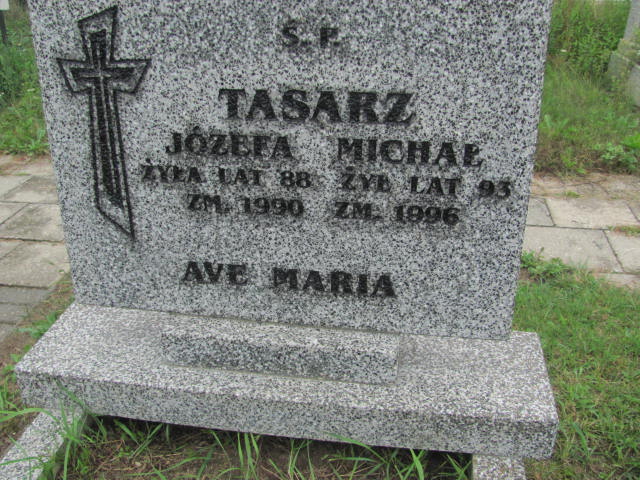 Ś. P.
TASARZ
JÓZEFA MICHAŁ
ŻYŁA LAT 88 ŻYŁ LAT 93
ZM. 1990 ZM. 1996
AVE MARIA